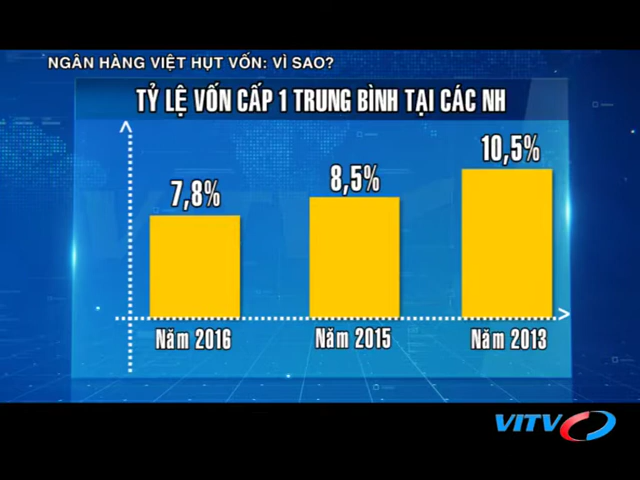 NGÂN HÀNG VIỆT HỤT VỐN: VÌ SAO?
TỶ LỆ VỐN CẤP 1 TRUNG BÌNH TẠI CÁC NH
7,8%
8,5%
10,5%
Năm 2016
Năm 2015
Năm 2013
VITV